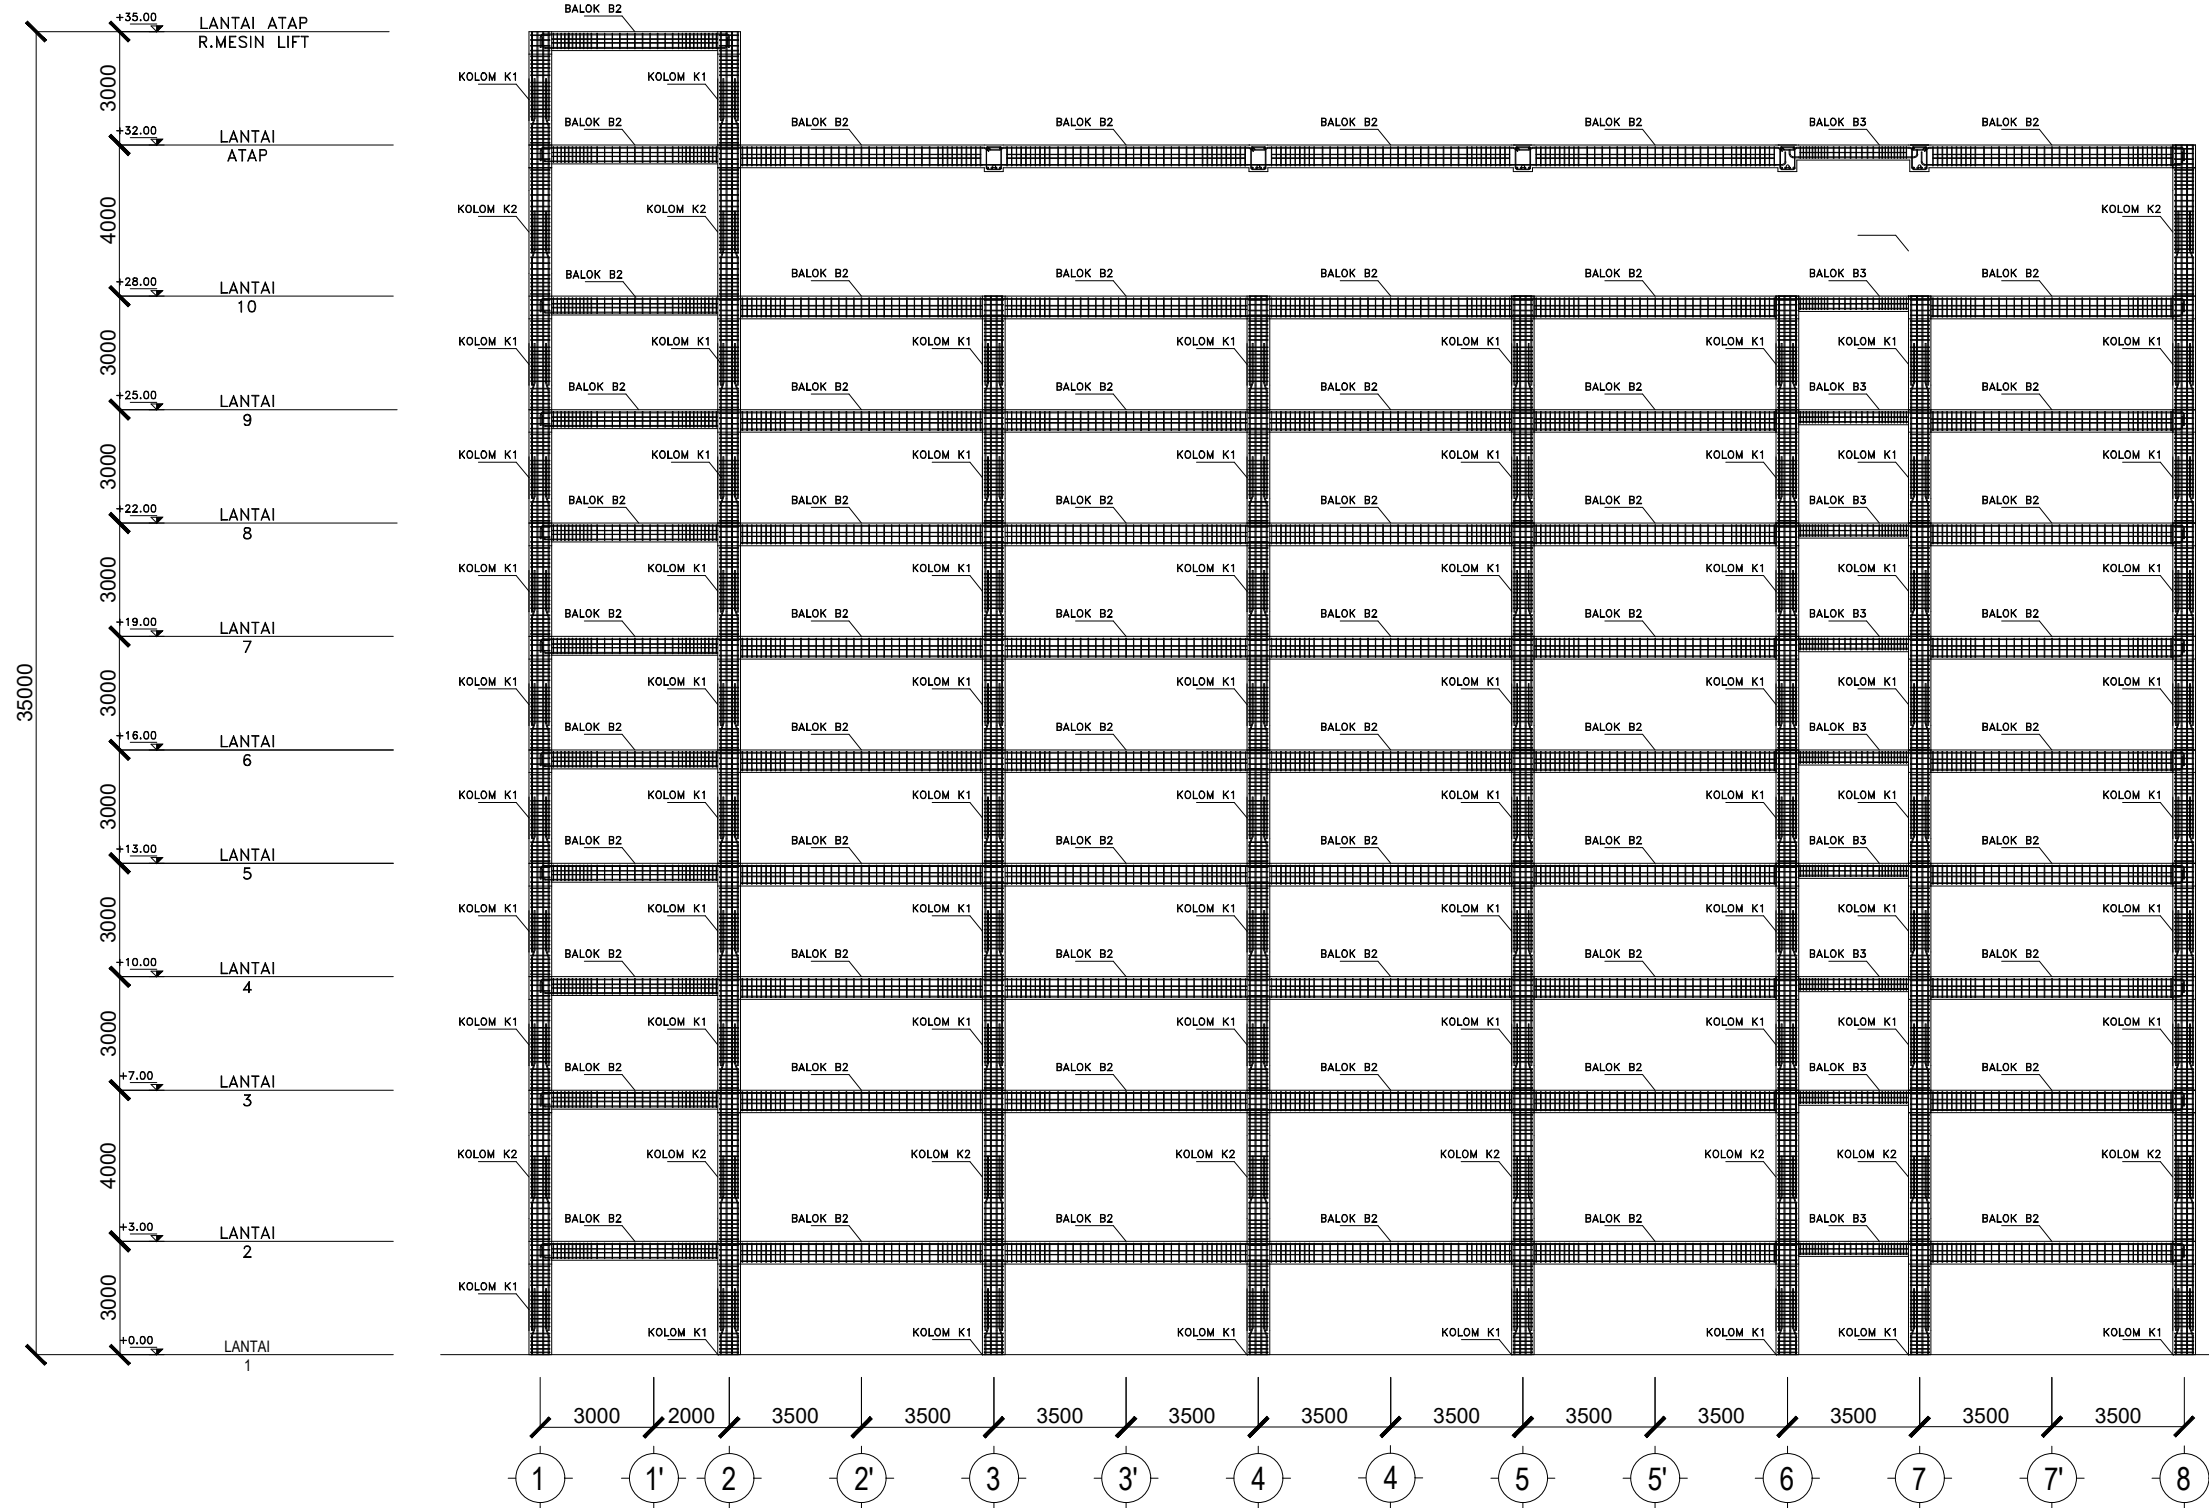 BALOK B2
+35.00 LANTAI ATAP
R.MESIN LIFT
3000 KOLOM K1 KOLOM K1
BALOK B2 BALOK B2 BALOK B2 BALOK B2 BALOK B2 BALOK B3 BALOK B2
+32.00 LANTAI
ATAP
4000 KOLOM K2 KOLOM K2 KOLOM K2
BALOK B2 BALOK B2 BALOK B2 BALOK B2 BALOK B2 BALOK B3 BALOK B2
+28.00 LANTAI
10
3000 KOLOM K1 KOLOM K1 KOLOM K1 KOLOM K1 KOLOM K1 KOLOM K1 KOLOM K1 KOLOM K1
BALOK B2 BALOK B2 BALOK B2 BALOK B2 BALOK B2 BALOK B3 BALOK B2
+25.00 LANTAI
9
3000 KOLOM K1 KOLOM K1 KOLOM K1 KOLOM K1 KOLOM K1 KOLOM K1 KOLOM K1 KOLOM K1
BALOK B2 BALOK B2 BALOK B2 BALOK B2 BALOK B2 BALOK B3 BALOK B2
+22.00 LANTAI
8
3000 KOLOM K1 KOLOM K1 KOLOM K1 KOLOM K1 KOLOM K1 KOLOM K1 KOLOM K1 KOLOM K1
BALOK B2 BALOK B2 BALOK B2 BALOK B2 BALOK B2 BALOK B3 BALOK B2
+19.00 LANTAI
7
35000
3000 KOLOM K1 KOLOM K1 KOLOM K1 KOLOM K1 KOLOM K1 KOLOM K1 KOLOM K1 KOLOM K1
BALOK B2 BALOK B2 BALOK B2 BALOK B2 BALOK B2 BALOK B3 BALOK B2
+16.00 LANTAI
6
3000 KOLOM K1 KOLOM K1 KOLOM K1 KOLOM K1 KOLOM K1 KOLOM K1 KOLOM K1 KOLOM K1
BALOK B2 BALOK B2 BALOK B2 BALOK B2 BALOK B2 BALOK B3 BALOK B2
+13.00 LANTAI
5
3000 KOLOM K1 KOLOM K1 KOLOM K1 KOLOM K1 KOLOM K1 KOLOM K1 KOLOM K1 KOLOM K1
BALOK B2 BALOK B2 BALOK B2 BALOK B2 BALOK B2 BALOK B3 BALOK B2
+10.00 LANTAI
4
3000 KOLOM K1 KOLOM K1 KOLOM K1 KOLOM K1 KOLOM K1 KOLOM K1 KOLOM K1 KOLOM K1
BALOK B2 BALOK B2 BALOK B2 BALOK B2 BALOK B2 BALOK B3 BALOK B2
+7.00 LANTAI
3
4000 KOLOM K2 KOLOM K2 KOLOM K2 KOLOM K2 KOLOM K2 KOLOM K2 KOLOM K2 KOLOM K2
BALOK B2 BALOK B2 BALOK B2 BALOK B2 BALOK B2 BALOK B3 BALOK B2
+3.00 LANTAI
2
3000 KOLOM K1
KOLOM K1 KOLOM K1 KOLOM K1 KOLOM K1 KOLOM K1 KOLOM K1 KOLOM K1
+0.00 LANTAI
1
3000 2000 3500 3500 3500 3500 3500 3500 3500 3500 3500 3500 3500
1 1' 2 2' 3 3' 4 4 5 5' 6 7 7' 8